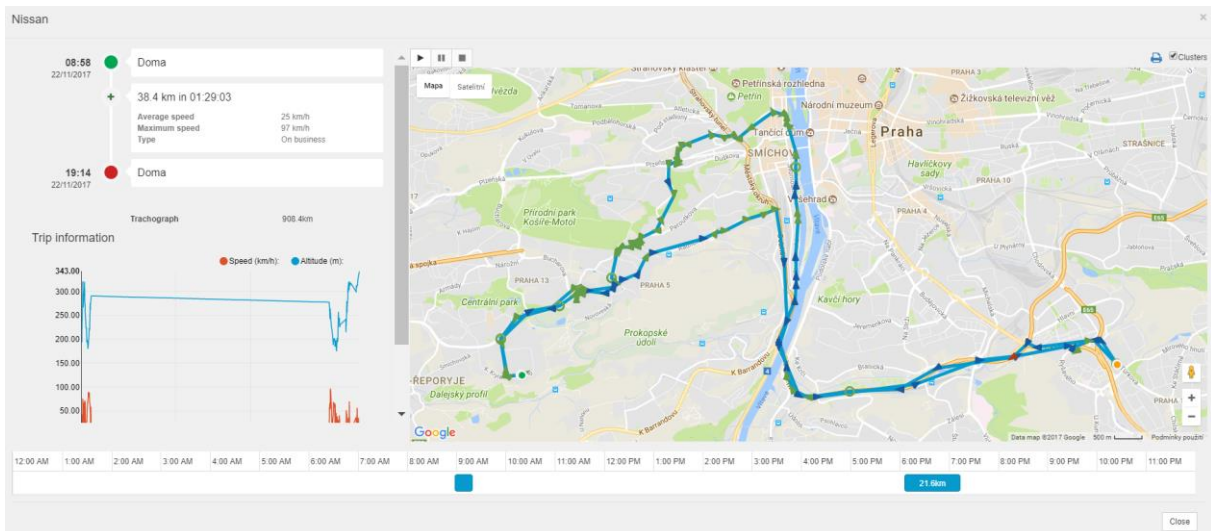 Nissan
08:58
22/11/2017
Doma
38.4 km in 01:29:03
Average speed 25 km/h
Maximum speed 97 km/h
Type On business
19:14
22/11/2017
Doma
Trachograph 908.4km
Trip information
Speed (km/h): Altitude (m):
343.00
300.00
250.00
200.00
150.00
100.00
50.00
Clusters
Mapa Satelitní
Petřínská rozhledna
Petřín
PRAHA 3
Národní muzeum
Žižkovská televizní věž
Tančící dům
Praha
SMÍCHOV
STRAŠNICE
Havlíčkovy
sady
PRAHA 10
Vyšehrad
Přírodní park
Košíře-Motol
PRAHA 4
PRAHA 13
PRAHA 5
Centrální park
Kavčí hory
Prokopské
údolí
ŘEPORYJE
Dalejský profil
K Barrandovu
K Barrandovu
Google
Data map ©2017 Google 500 m Podmínky použití
12:00 AM 1:00 AM 2:00 AM 3:00 AM 4:00 AM 5:00 AM 6:00 AM 7:00 AM 8:00 AM 9:00 AM 10:00 AM 11:00 AM 12:00 PM 1:00 PM 2:00 PM 3:00 PM 4:00 PM 5:00 PM 6:00 PM 7:00 PM 8:00 PM 9:00 PM 10:00 PM 11:00 PM
21.6km
Close